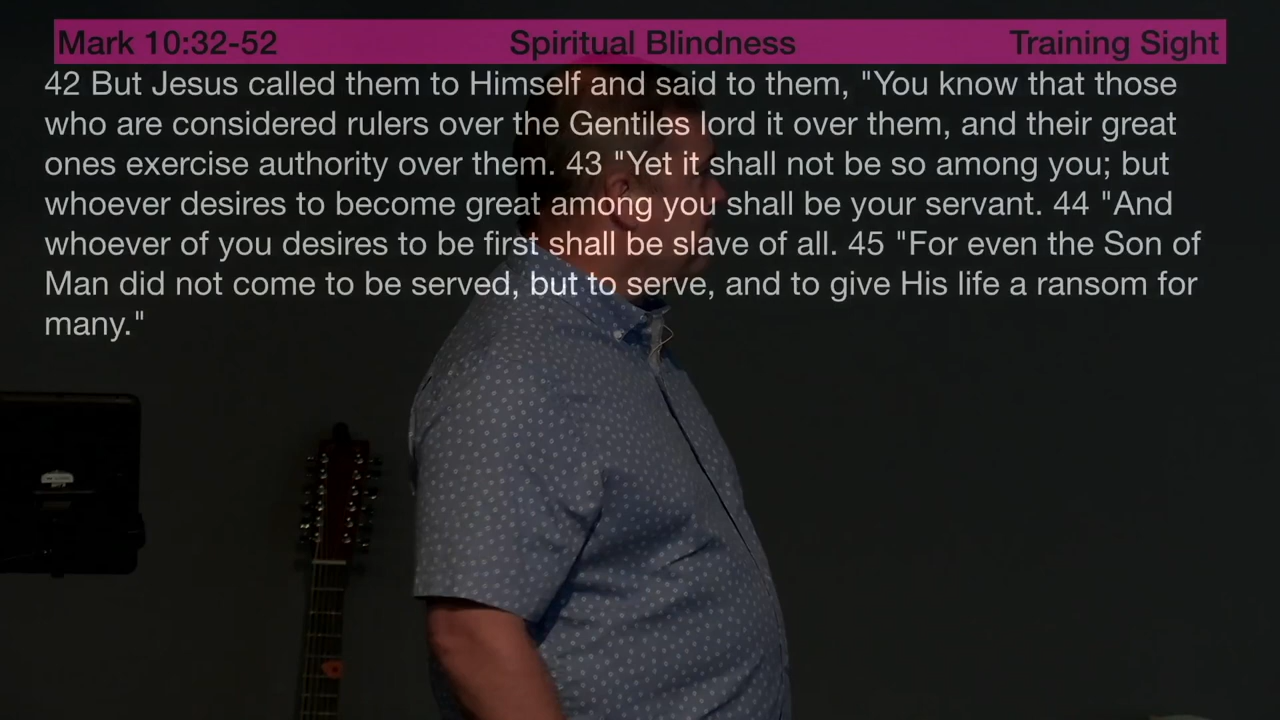 Mark 10:32-52 Spiritual Blindness Training Sight
42 But Jesus called them to Himself and said to them, "You know that those
who are considered rulers over the Gentiles lord it over them, and their great
ones exercise authority over them. 43 "Yet it shall not be so among you; but
whoever desires to become great among you shall be your servant. 44 "And
whoever of you desires to be first shall be slave of all. 45 "For even the Son of
Man did not come to be served, but to serve, and to give His life a ransom for
many."